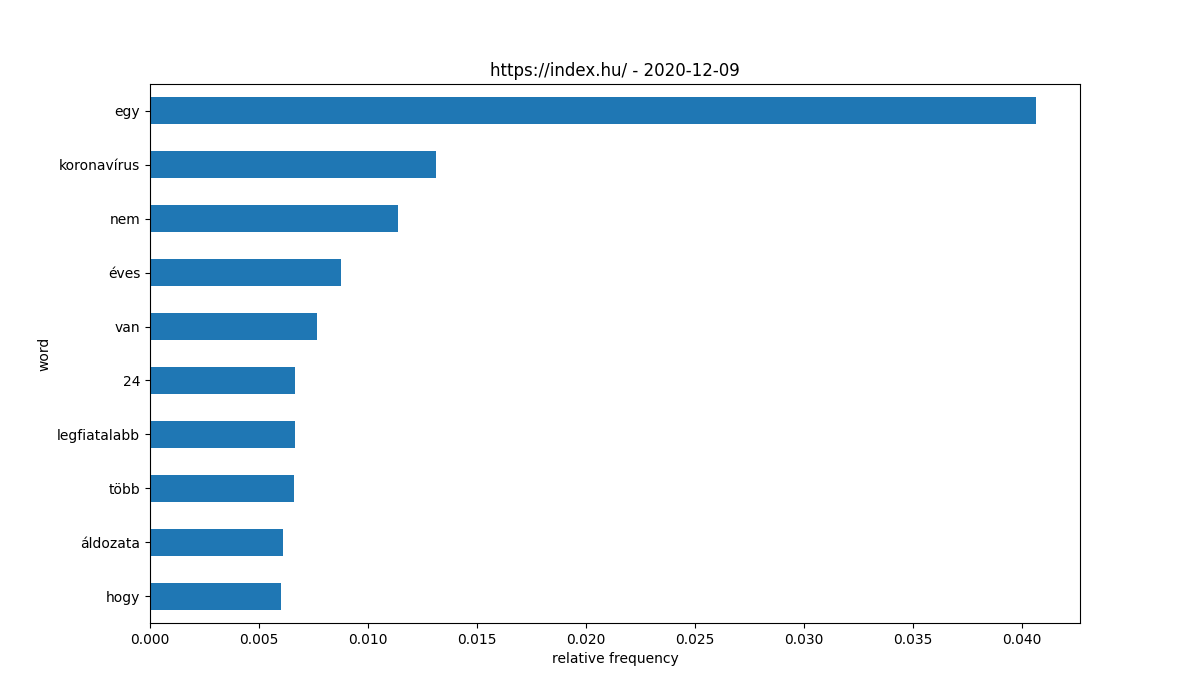 https://index.hu/ - 2020-12-09
egy
koronavírus
nem
éves
van
24
legfiatalabb
több
áldozata
hogy
word
0.000 0.005 0.010 0.015 0.020 0.025 0.030 0.035 0.040
relative frequency